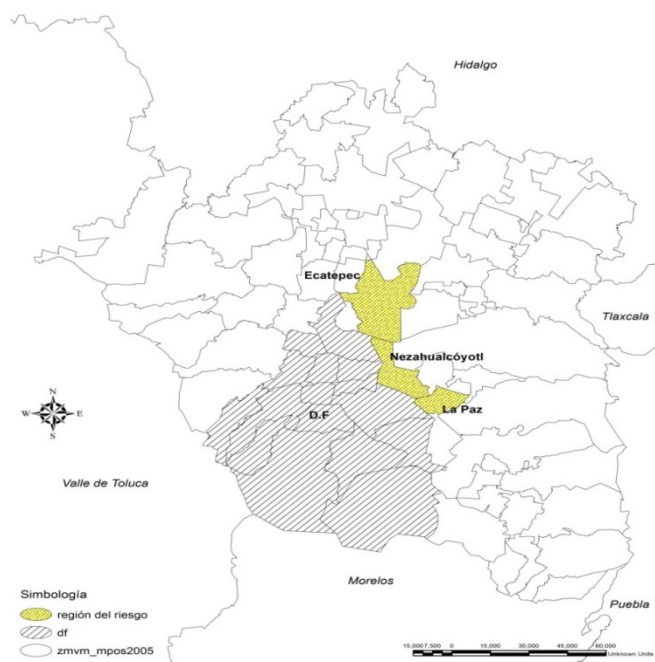 Hidalgo
Ecatepec
Tlaxcala
Nezahualcóyotl
N
W E
S
D.F
La Paz
Valle de Toluca
Morelos
Puebla
Simbología
región del riesgo
df
zmvm_mpos2005
15,000 7,500 0 15,000 30,000 45,000 60,000
Unknown Units